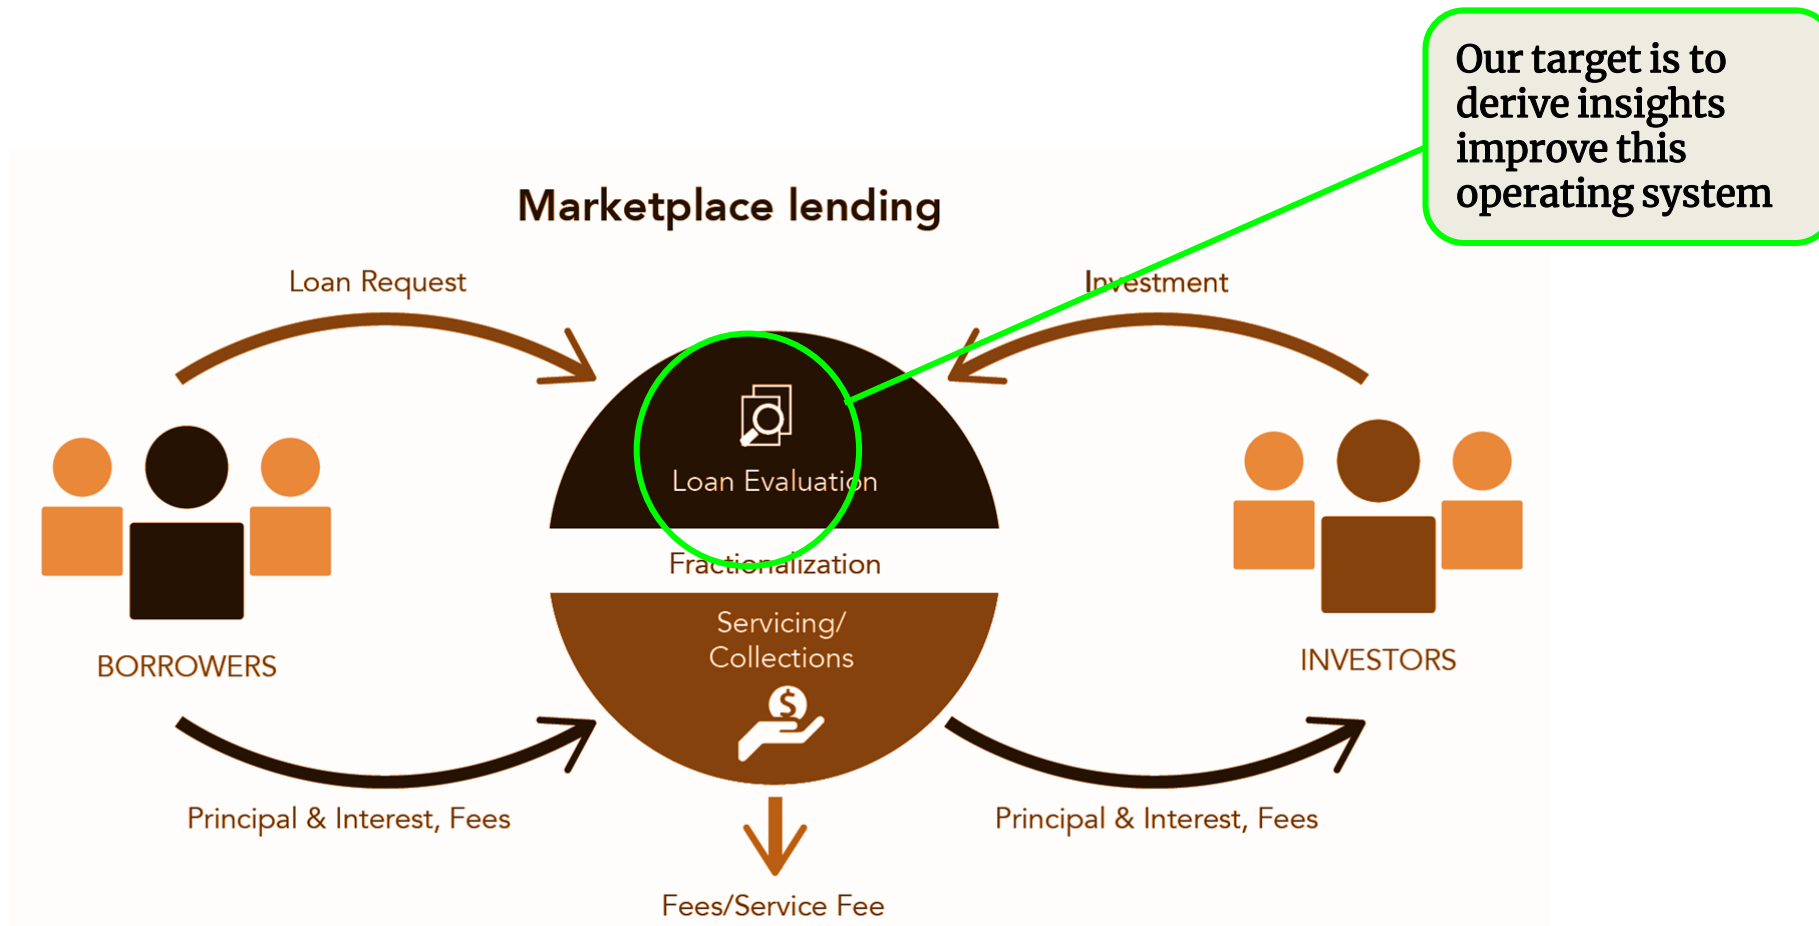 Our target is to
derive insights
improve this
operating system
Marketplace lending
Loan Request
Investment
Loan Evaluation
Fractionalization
Servicing/
Collections
$
BORROWERS
INVESTORS
Principal & Interest, Fees
Principal & Interest, Fees
Fees/Service Fee